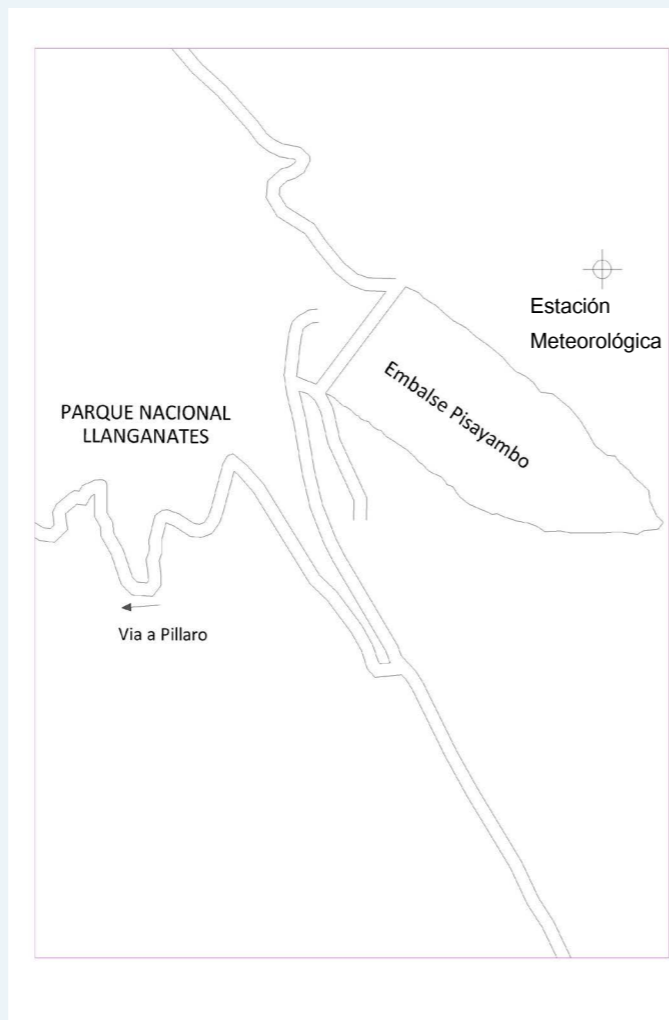 Estación
Meteorológica
Embalse Pisayambo
PARQUE NACIONAL
LLANGANATES
Via a Pillaro